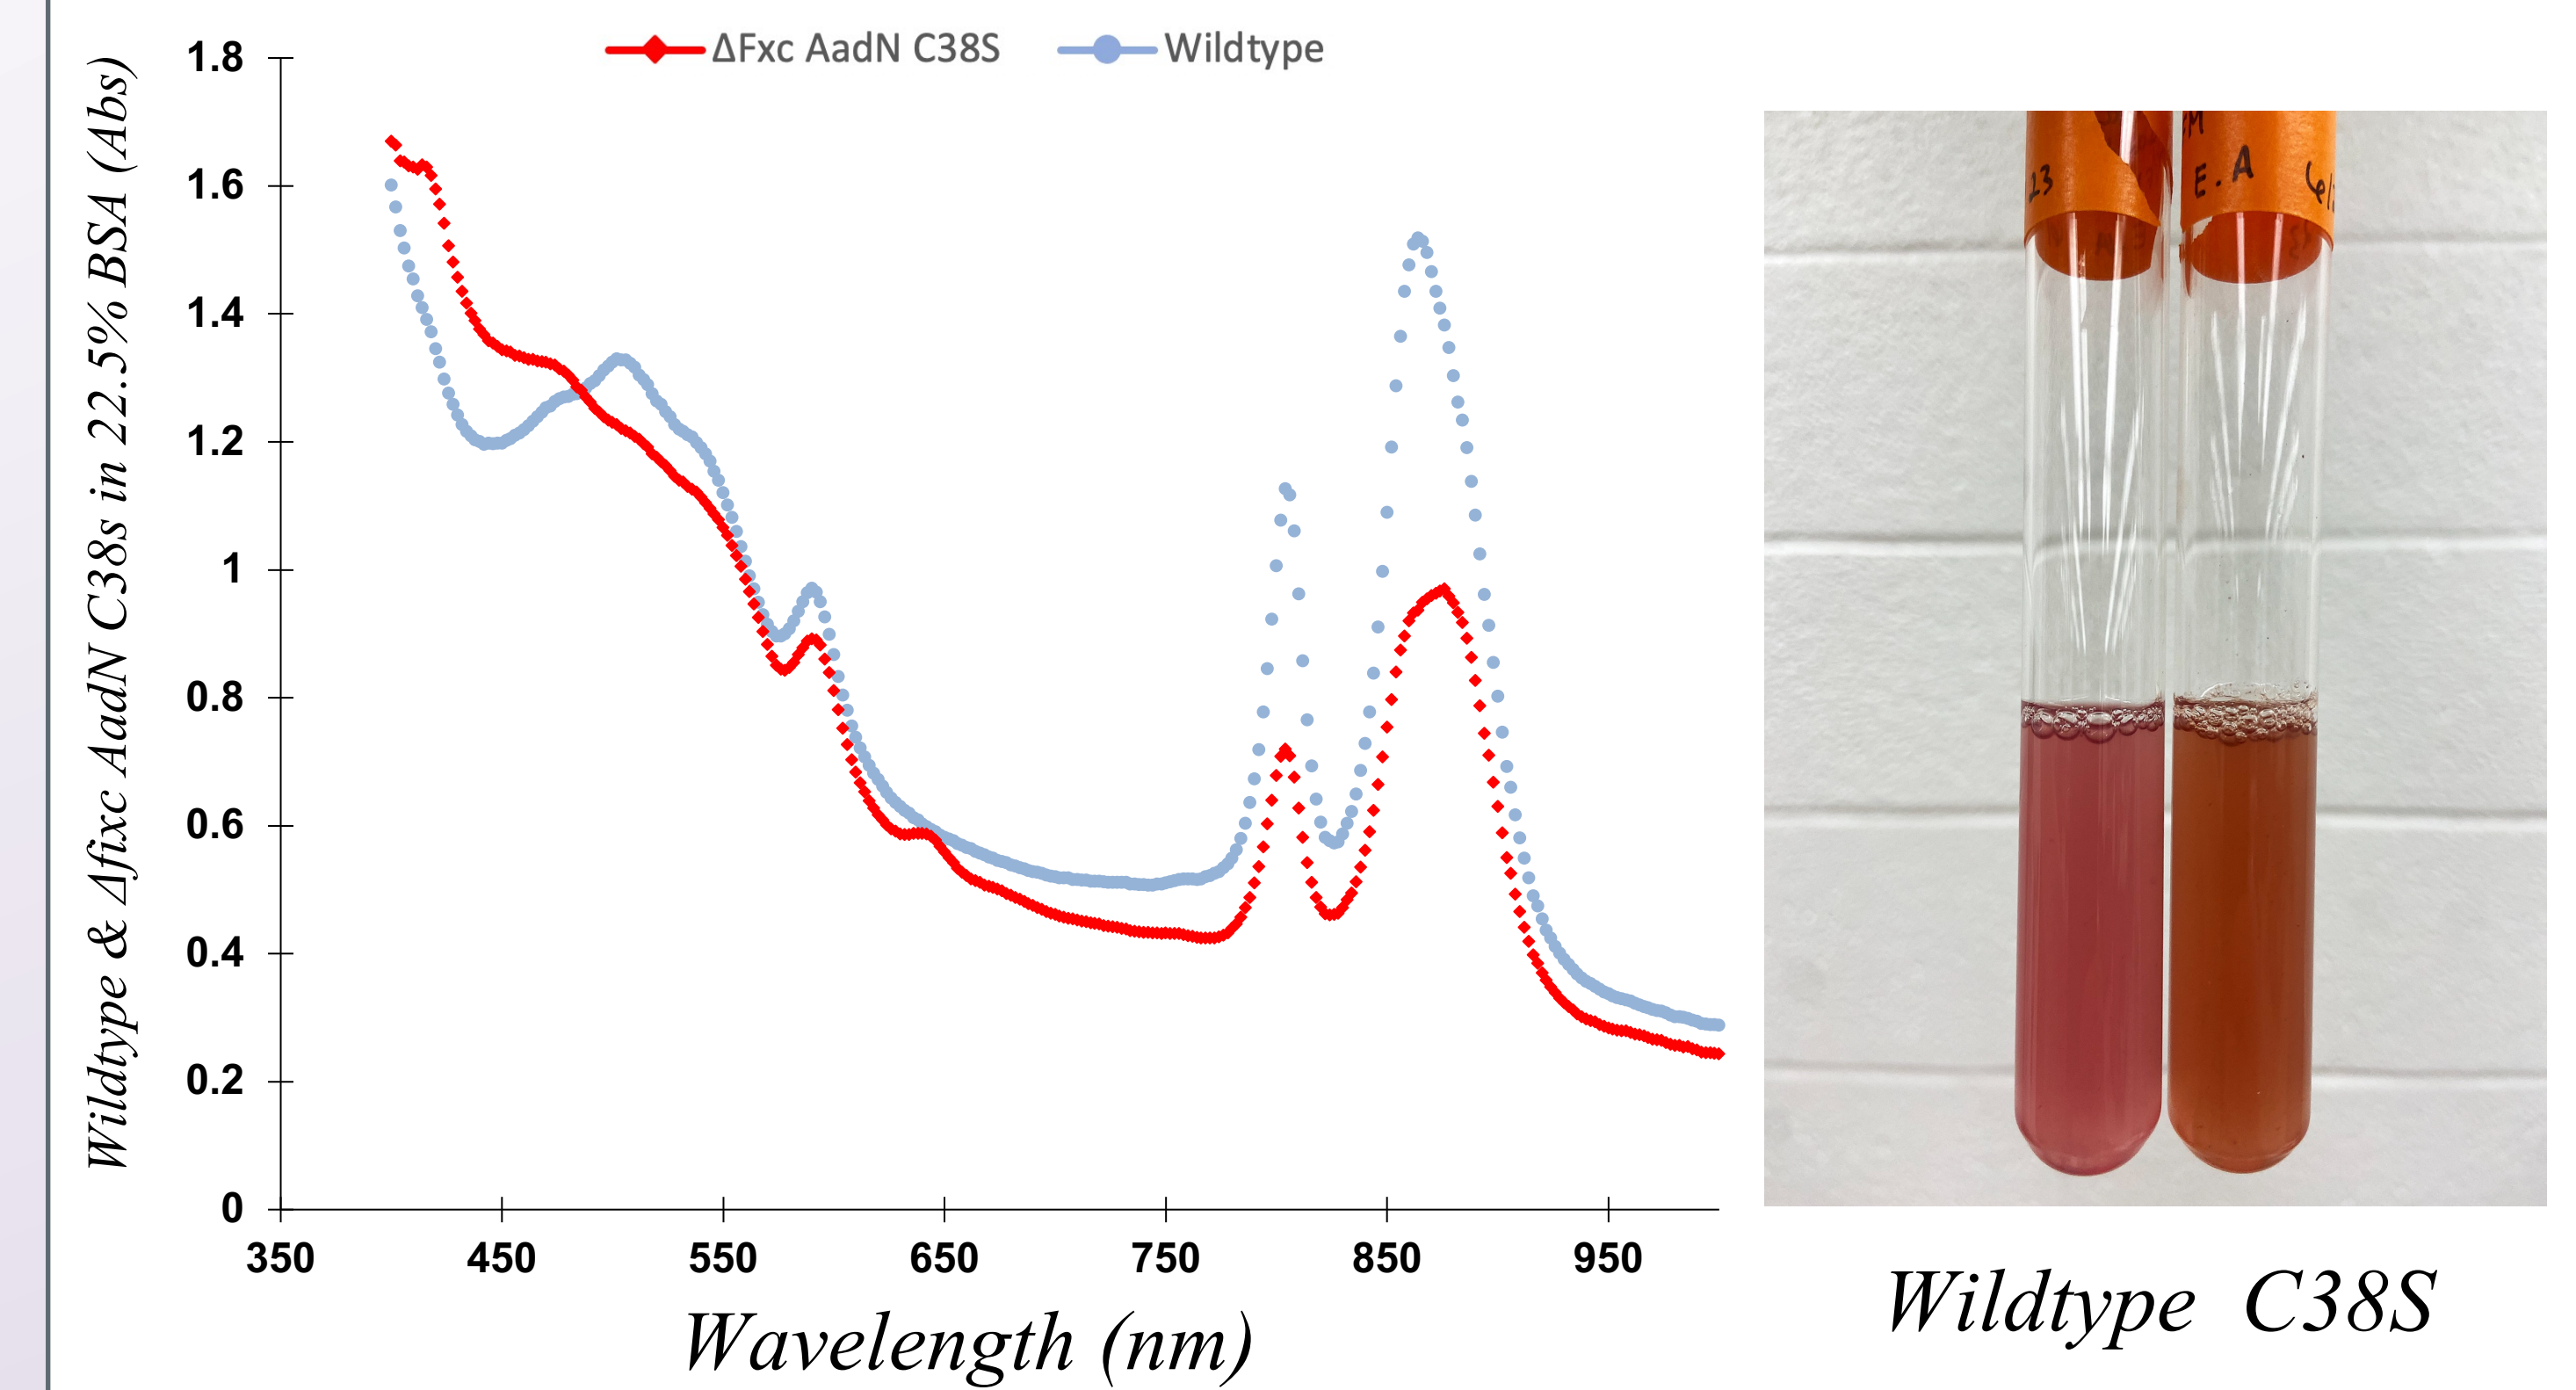 ΔFxc AadN C38S
Wildtype
Wildtype & Δfixc AadN C38s in 22.5% BSA (Abs)
1.8
1.6
1.4
1.2
1
0.8
0.6
0.4
0.2
0
350 450 550 650 750 850 950
Wavelength (nm)
23
E.A
Wildtype C38S